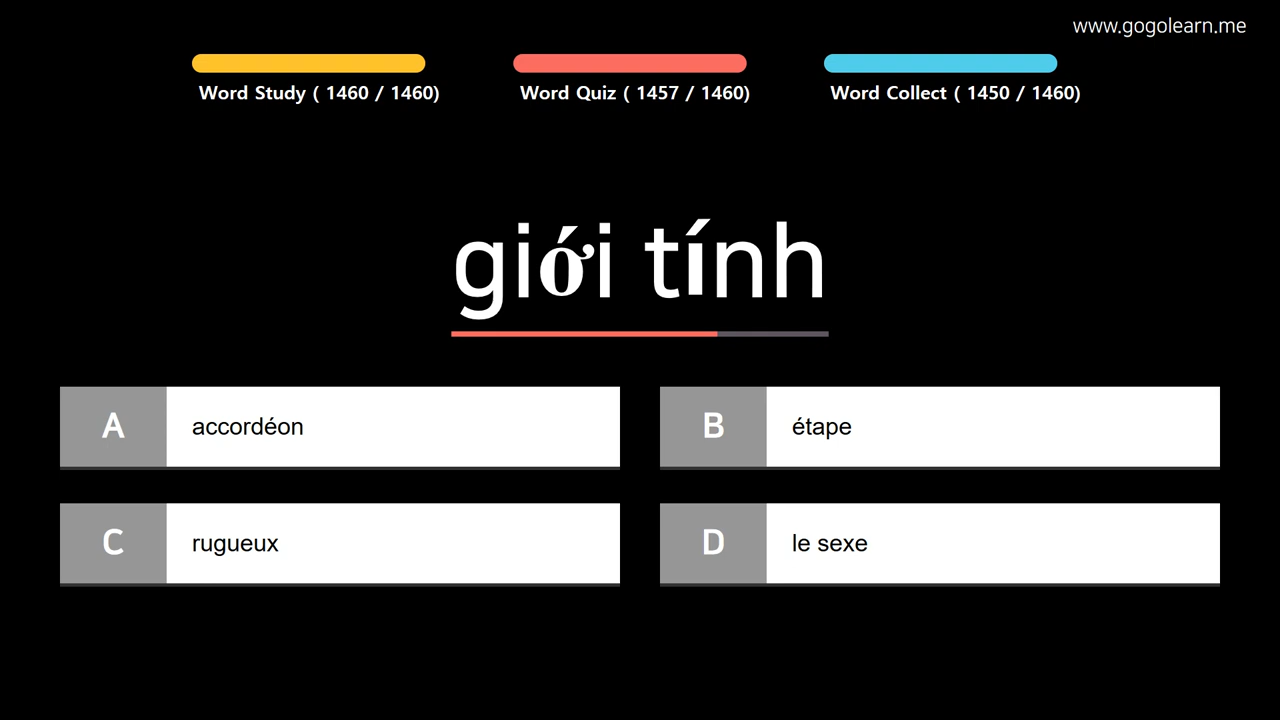 www.gogolearn.me
Word Study ( 1460 / 1460)
Word Quiz ( 1457 / 1460)
Word Collect ( 1450 / 1460)
giới tính
A accordéon
B étape
C rugueux
D le sexe